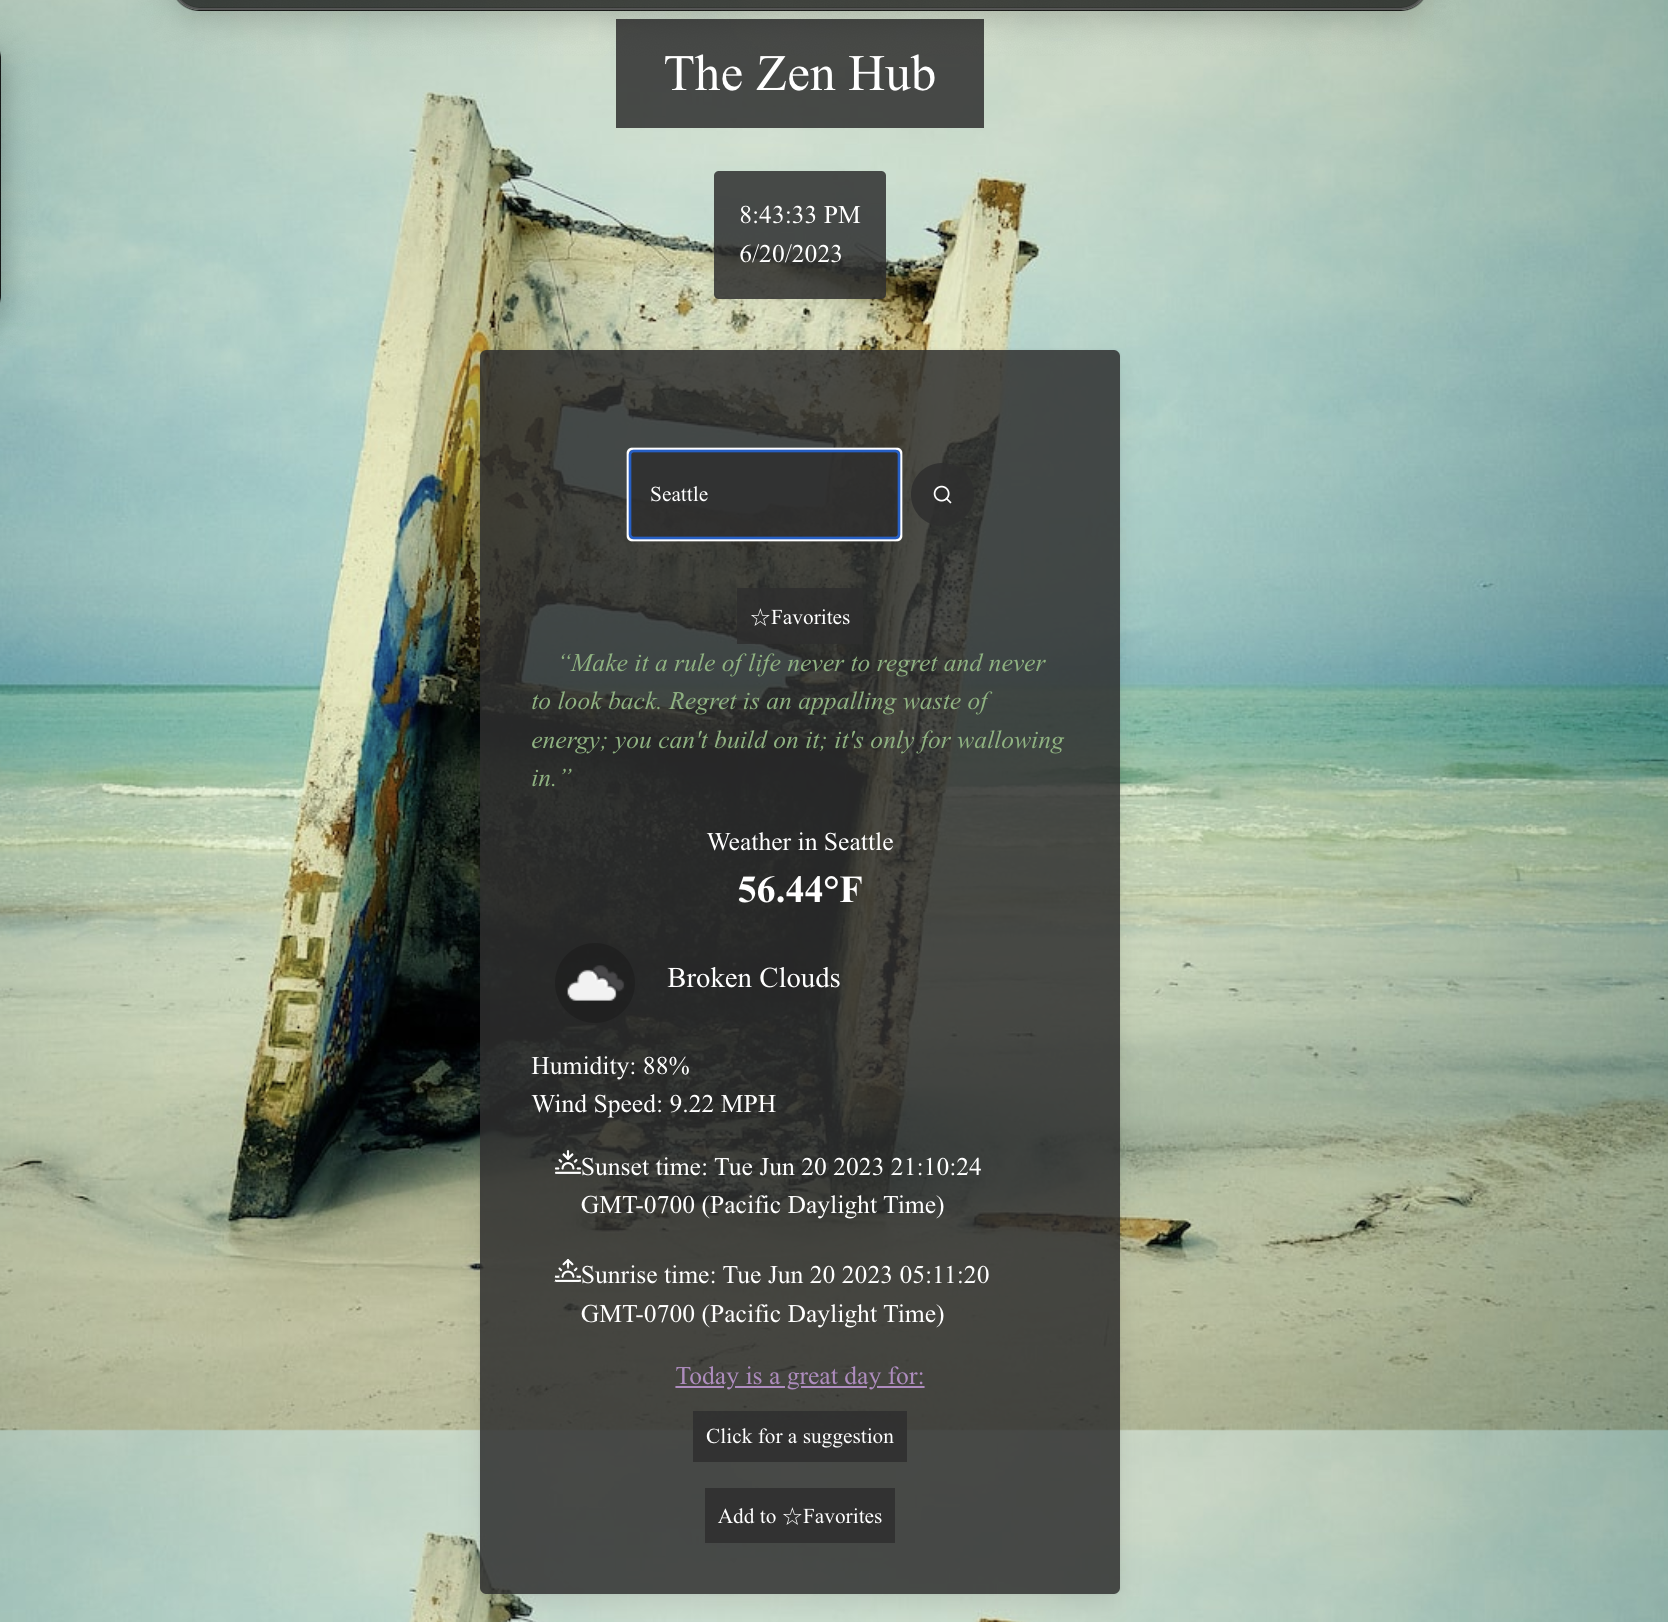 The Zen Hub
8:43:33 PM
6/20/2023
Seattle
☆Favorites
“Make it a rule of life never to regret and never
to look back. Regret is an appalling waste of
energy; you can't build on it; it's only for wallowing
in.”
Weather in Seattle
56.44°F
Broken Clouds
Humidity: 88%
Wind Speed: 9.22 MPH
Sunset time: Tue Jun 20 2023 21:10:24
GMT-0700 (Pacific Daylight Time)
Sunrise time: Tue Jun 20 2023 05:11:20
GMT-0700 (Pacific Daylight Time)
Today is a great day for:
Click for a suggestion
Add to ☆Favorites